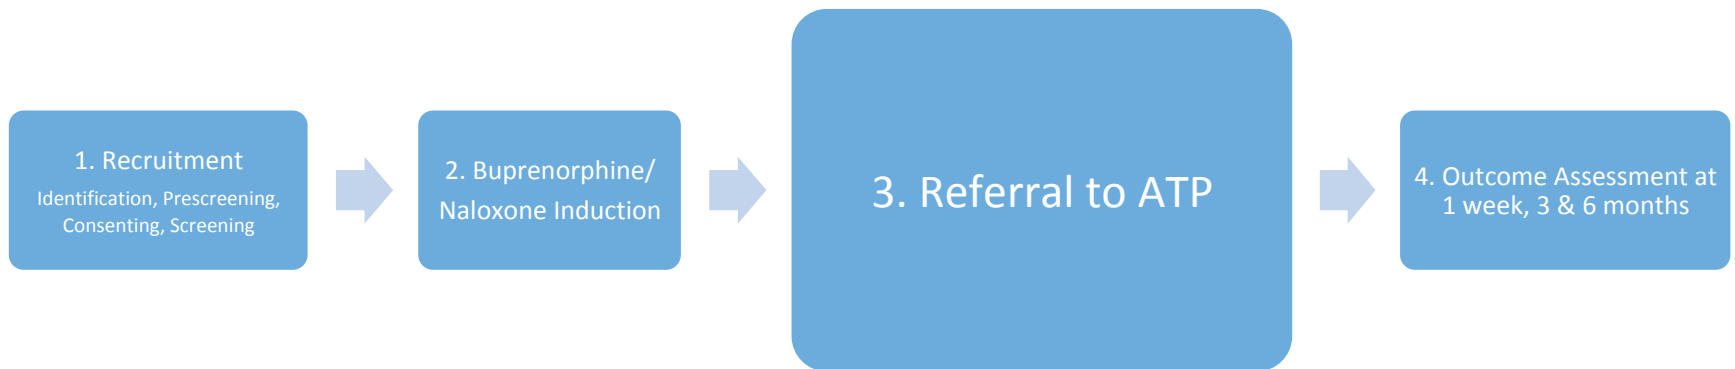 1. Recruitment
Identification, Prescreening,
Consenting, Screening
2. Buprenorphine/
Naloxone Induction
3. Referral to ATP
4. Outcome Assessment at
1 week, 3 & 6 months